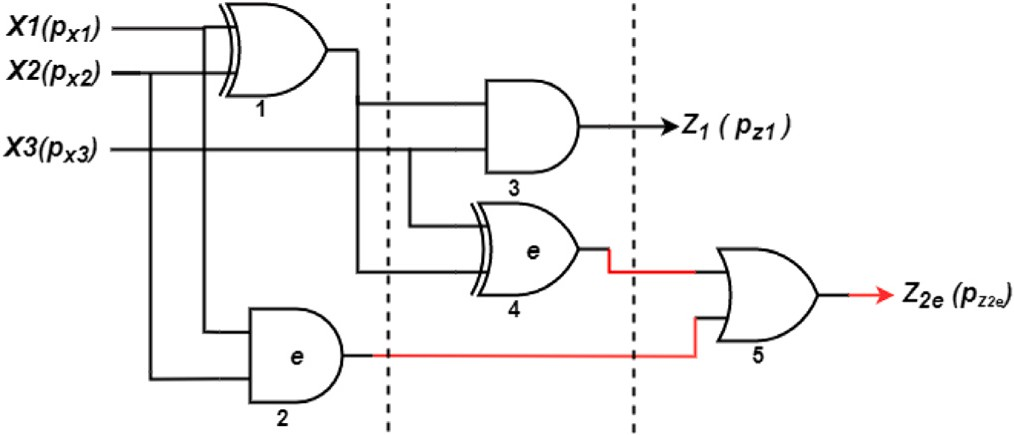 X1(px1)
X2(px2)
1
X3(px3)
Z1 ( pz1 )
3
e
4
Z2e (pZ2e)
5
e
2